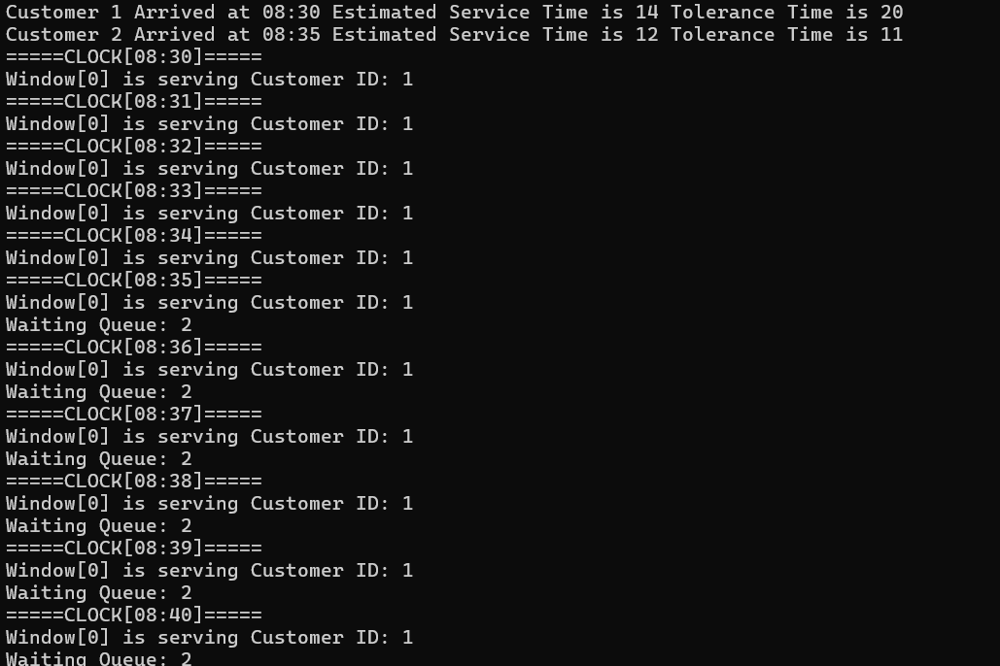 Customer 1 Arrived at 08:30 Estimated Service Time is 14 Tolerance Time is 20
Customer 2 Arrived at 08:35 Estimated Service Time is 12 Tolerance Time is 11
=====CLOCK[08:30]=====
Window[0] is serving Customer ID: 1
=====CLOCK[08:31]=====
Window[0] is serving Customer ID: 1
=====CLOCK[08:32]=====
Window[0] is serving Customer ID: 1
=====CLOCK[08:33]=====
Window[0] is serving Customer ID: 1
=====CLOCK[08:34]=====
Window[0] is serving Customer ID: 1
=====CLOCK[08:35]=====
Window[0] is serving Customer ID: 1
Waiting Queue: 2
=====CLOCK[08:36]=====
Window[0] is serving Customer ID: 1
Waiting Queue: 2
=====CLOCK[08:37]=====
Window[0] is serving Customer ID: 1
Waiting Queue: 2
=====CLOCK[08:38]=====
Window[0] is serving Customer ID: 1
Waiting Queue: 2
=====CLOCK[08:39]=====
Window[0] is serving Customer ID: 1
Waiting Queue: 2
=====CLOCK[08:40]=====
Window[0] is serving Customer ID: 1
Waiting Queue: 2